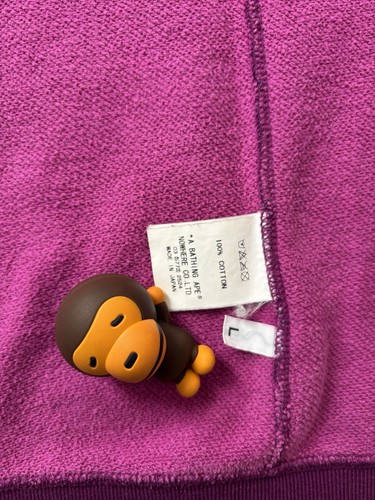 * A BATHING APE®
NOWHERE CO.LTD
MADE IN JAPAN
100% COTTON
L